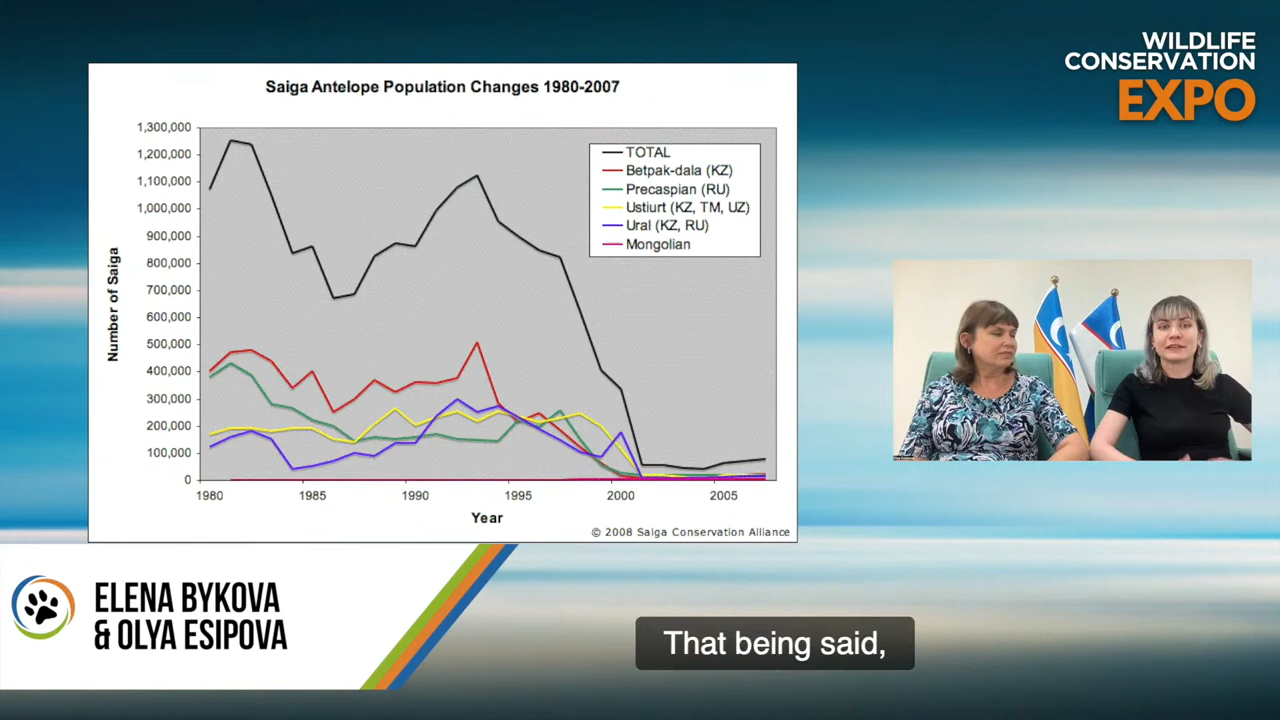 WILDLIFE
CONSERVATION
EXPO
Saiga Antelope Population Changes 1980-2007
1,300,000
1,200,000
1,100,000
1,000,000
900,000
800,000
700,000
600,000
500,000
400,000
300,000
200,000
100,000
0
Number of Saiga
TOTAL
Betpak-dala (KZ)
Precaspian (RU)
Ustiurt (KZ, TM, UZ)
Ural (KZ, RU)
Mongolian
1980 1985 1990 1995 2000 2005
Year
© 2008 Saiga Conservation Alliance
ELENA BYKOVA
& OLYA ESIPOVA
That being said,